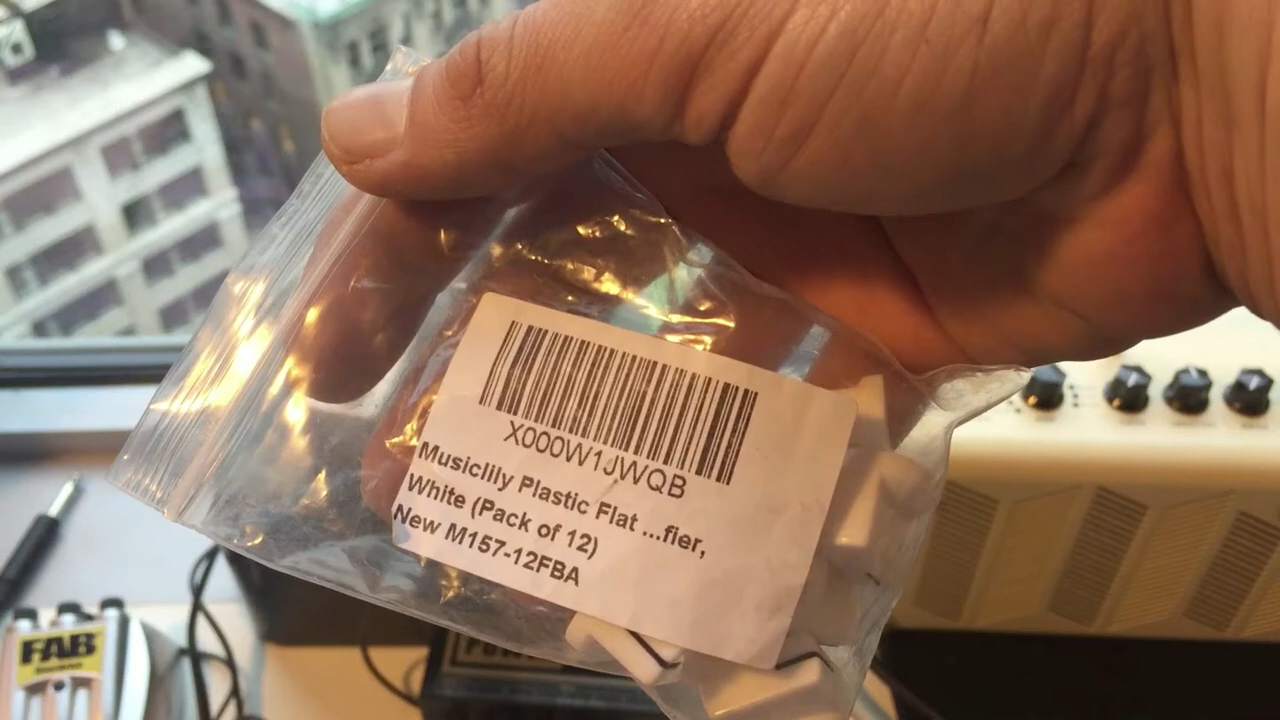 X000W1JWQB
Musiclily Plastic Flat ...fier,
White (Pack of 12)
New M157-12FBA
FAB